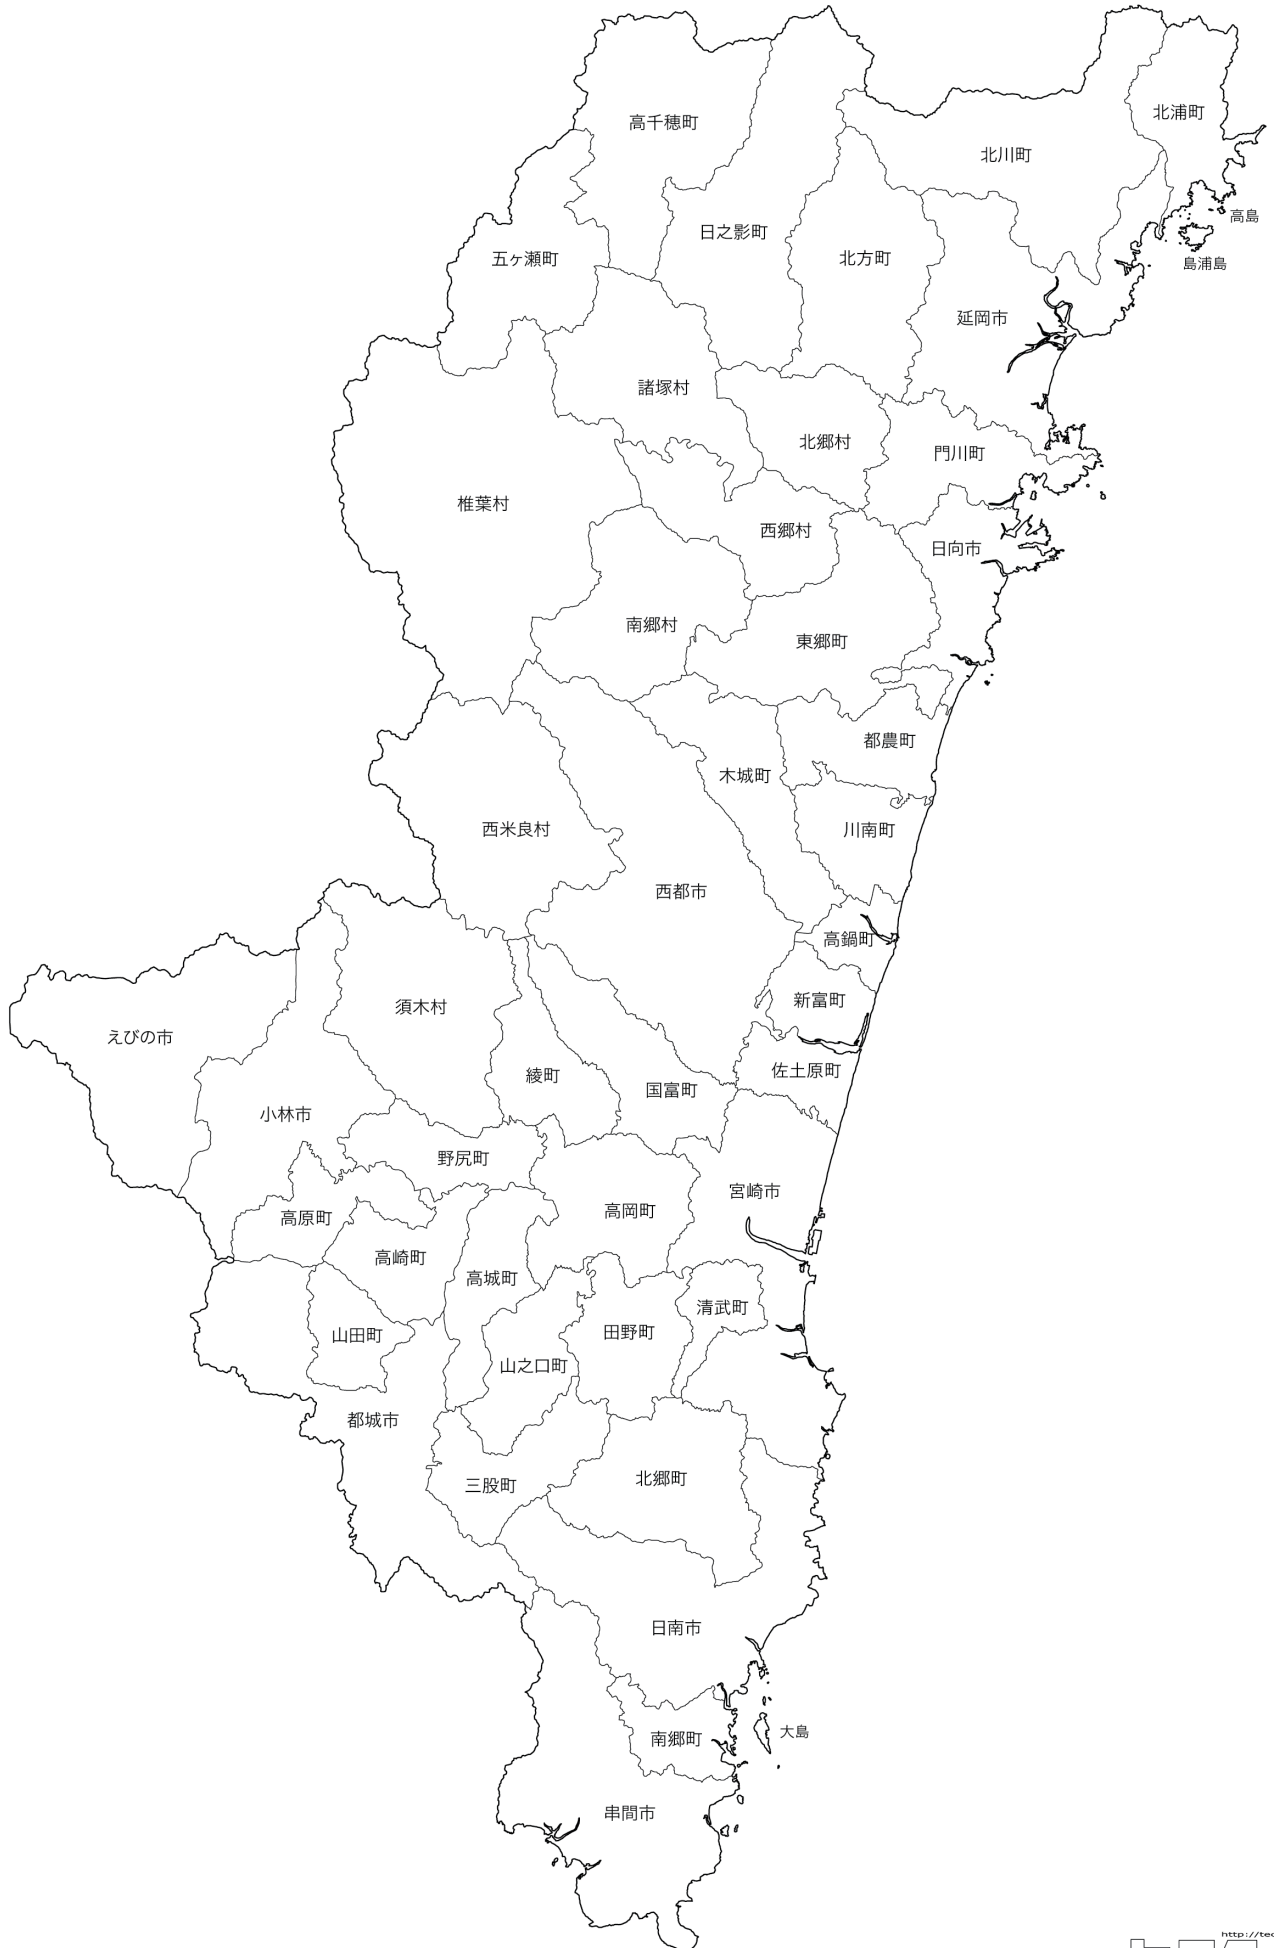 高千穂町
北浦町
北川町
高島
日之影町
五ヶ瀬町
北方町
島浦島
延岡市
諸塚村
北郷村
門川町
椎葉村
西郷村
日向市
南郷村
東郷町
都農町
木城町
西米良村
川南町
西都市
高鍋町
新富町
須木村
えびの市
佐土原町
綾町
国富町
小林市
野尻町
宮崎市
高岡町
高原町
高崎町
高城町
清武町
山田町
田野町
山之口町
都城市
北郷町
三股町
日南市
大島
南郷町
串間市
http://tec